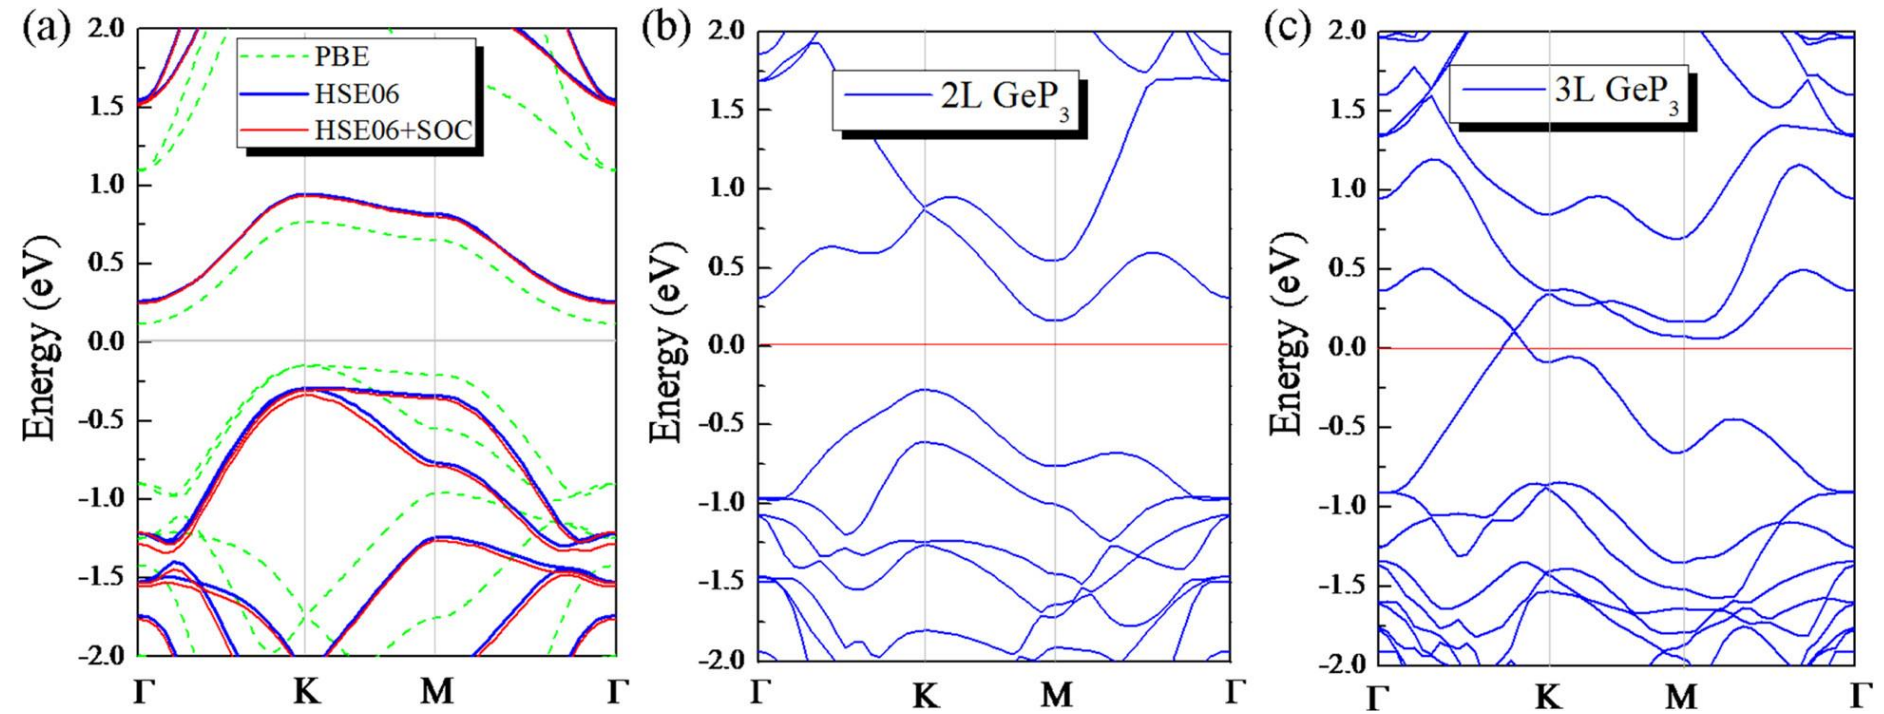 (a)
Energy (eV)
2.0
1.5
1.0
0.5
0.0
-0.5
-1.0
-1.5
-2.0
PBE
HSE06
HSE06+SOC
Γ K M Γ
(b)
Energy (eV)
2.0
1.5
1.0
0.5
0.0
-0.5
-1.0
-1.5
-2.0
2L GeP3
Γ K M Γ
(c)
Energy (eV)
2.0
1.5
1.0
0.5
0.0
-0.5
-1.0
-1.5
-2.0
3L GeP3
Γ K M Γ